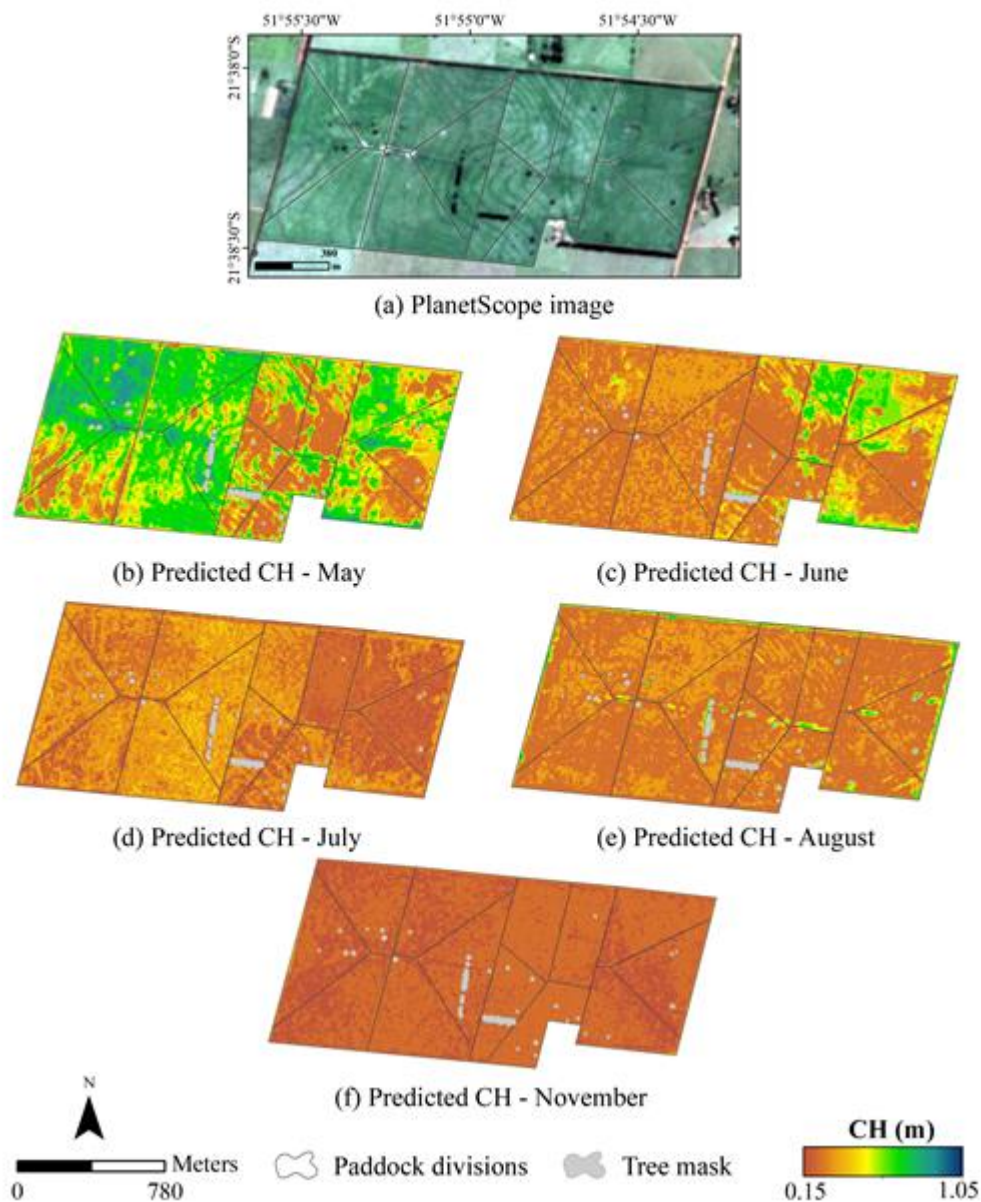 51°55'30"W 51°55'0"W 51°54'30"W
21°38'0"S
21°38'30"S
0 380
m
(a) PlanetScope image
(b) Predicted CH - May
(c) Predicted CH - June
(d) Predicted CH - July
(e) Predicted CH - August
(f) Predicted CH - November
N
Meters
0 780
Paddock divisions
Tree mask
CH (m)
0.15 1.05